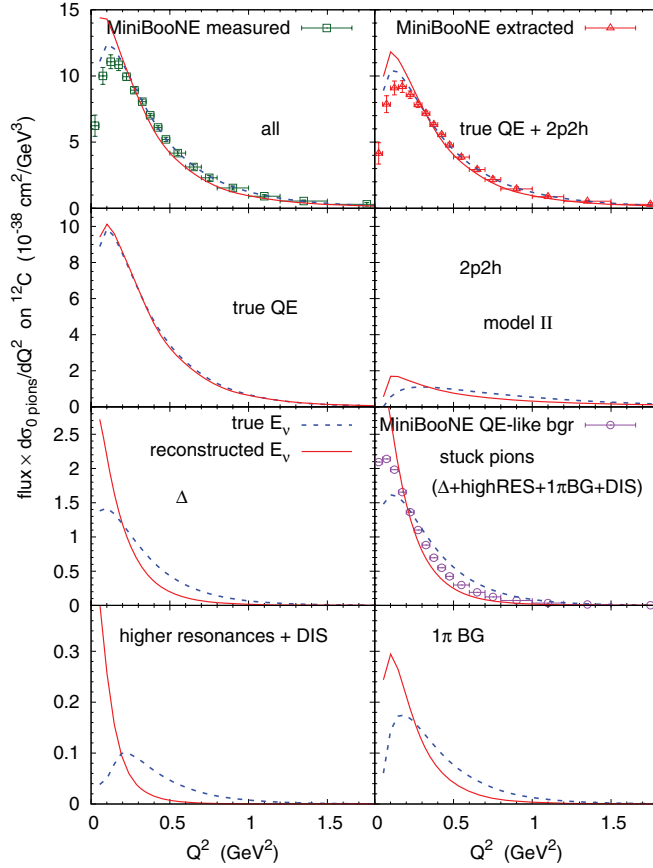 MiniBooNE measured
MiniBooNE extracted
15
10
5
0
all
true QE + 2p2h
flux × dσ0 pions/dQ² on ¹²C (10⁻³⁸ cm²/GeV³)
10
8
6
4
2
0
true QE
2p2h
model II
true Eν
reconstructed Eν
MiniBooNE QE-like bgr
stuck pions
(Δ+highRES+1πBG+DIS)
2.5
2
1.5
1
0.5
0
Δ
higher resonances + DIS
1π BG
0.3
0.2
0.1
0
0 0.5 1 1.5 0 0.5 1 1.5
Q² (GeV²) Q² (GeV²)